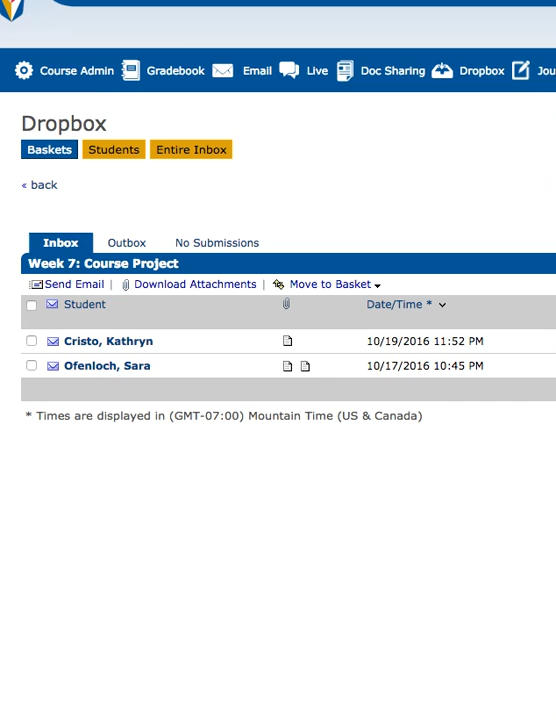 Course Admin Gradebook Email Live Doc Sharing Dropbox Jou
Dropbox
Baskets Students Entire Inbox
« back
Inbox Outbox No Submissions
Week 7: Course Project
Send Email | Download Attachments | Move to Basket
Student Date/Time *
Cristo, Kathryn 10/19/2016 11:52 PM
Ofenloch, Sara 10/17/2016 10:45 PM
* Times are displayed in (GMT-07:00) Mountain Time (US & Canada)